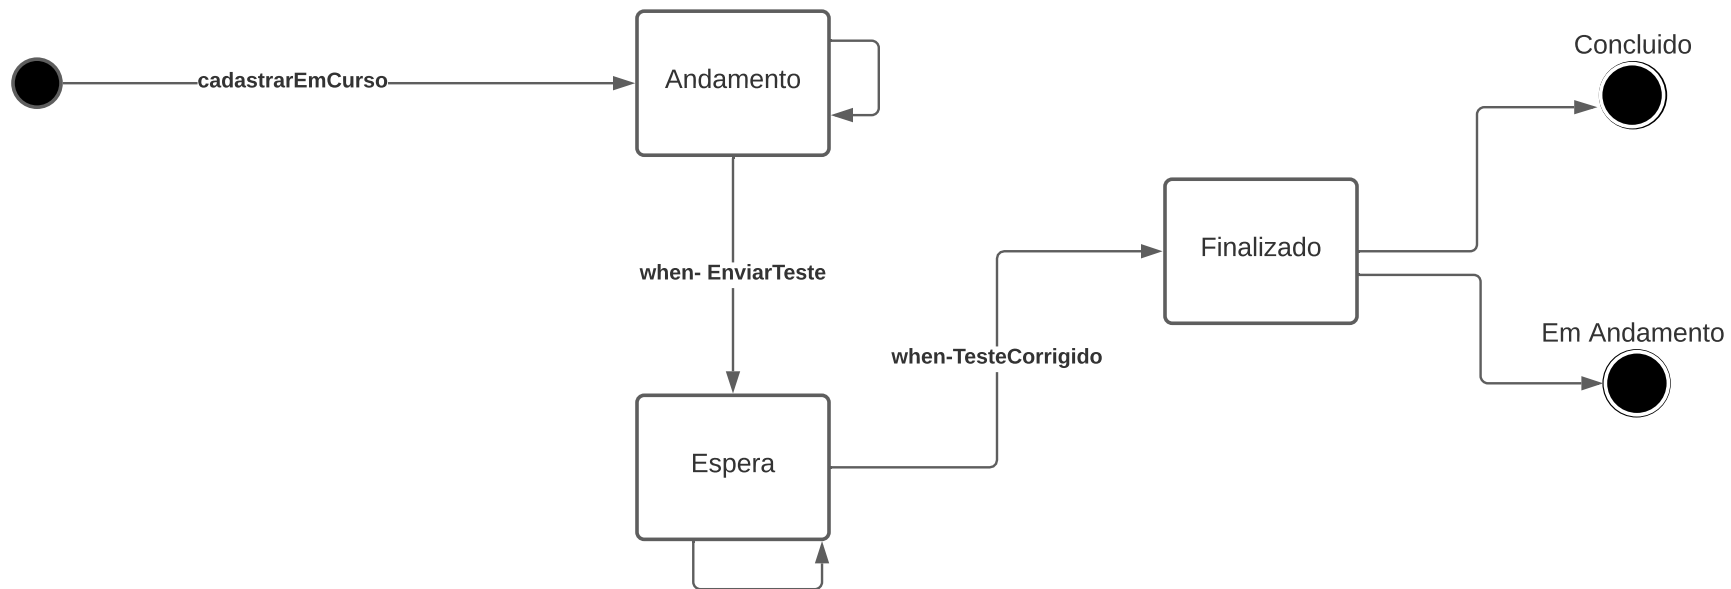 Concluido
cadastrarEmCurso
Andamento
Finalizado
when- EnviarTeste
Em Andamento
when-TesteCorrigido
Espera